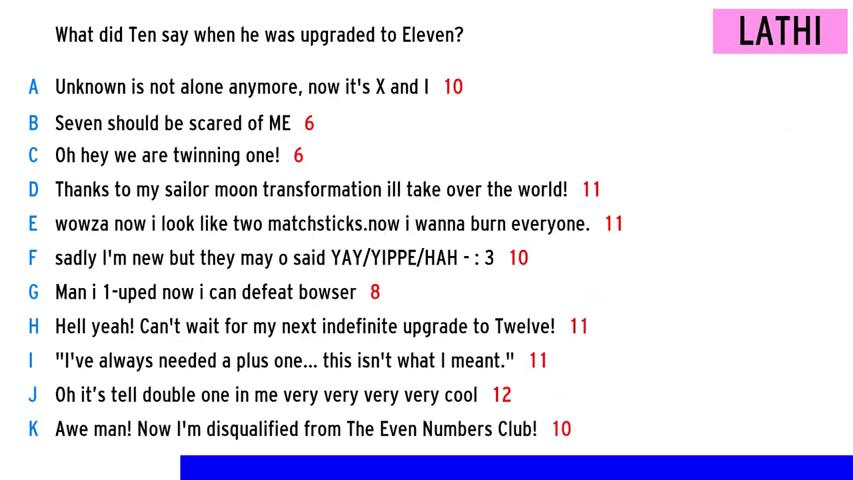 What did Ten say when he was upgraded to Eleven?
LATHI
A Unknown is not alone anymore, now it's X and I 10
B Seven should be scared of ME 6
C Oh hey we are twinning one! 6
D Thanks to my sailor moon transformation ill take over the world! 11
E wowza now i look like two matchsticks.now i wanna burn everyone. 11
F sadly I'm new but they may o said YAY/YIPPE/HAH - : 3 10
G Man i 1-uped now i can defeat bowser 8
H Hell yeah! Can't wait for my next indefinite upgrade to Twelve! 11
I "I've always needed a plus one... this isn't what I meant." 11
J Oh it’s tell double one in me very very very very cool 12
K Awe man! Now I'm disqualified from The Even Numbers Club! 10